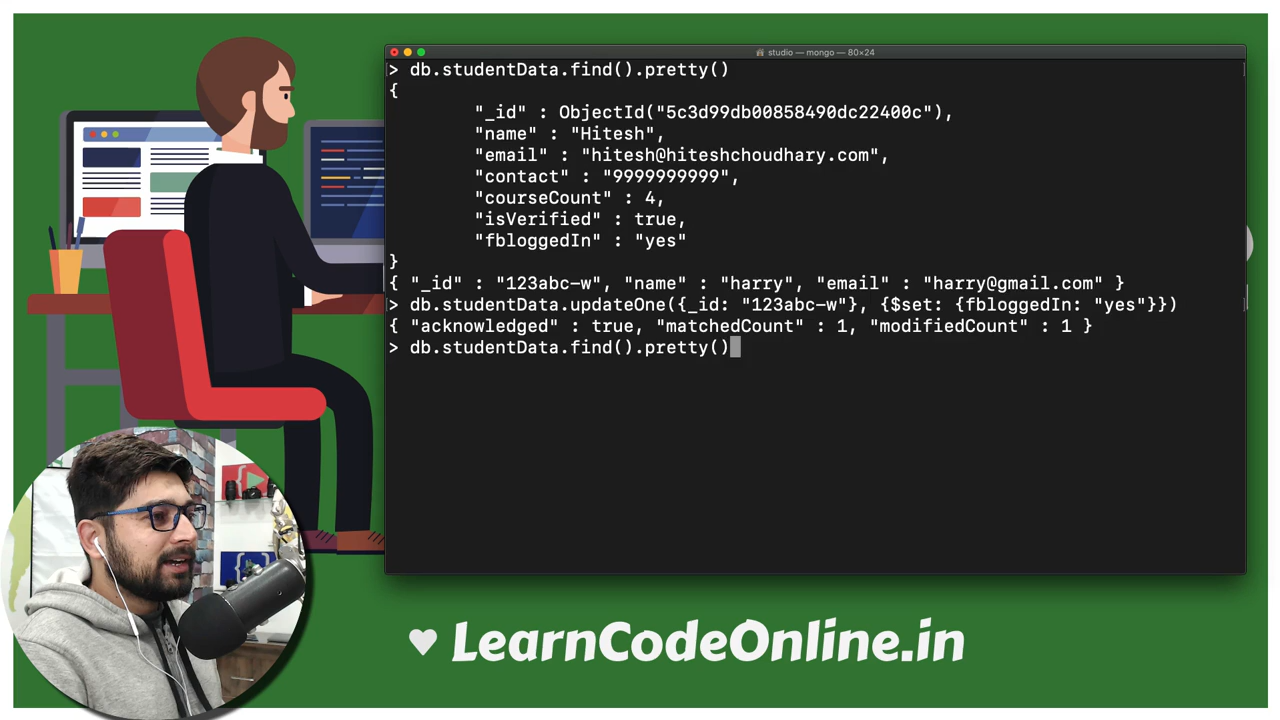 studio — mongo — 80×24
> db.studentData.find().pretty()
{
"_id" : ObjectId("5c3d99db00858490dc22400c"),
"name" : "Hitesh",
"email" : "hitesh@hiteshchoudhary.com",
"contact" : "9999999999",
"courseCount" : 4,
"isVerified" : true,
"fbloggedIn" : "yes"
}
{ "_id" : "123abc-w", "name" : "harry", "email" : "harry@gmail.com" }
> db.studentData.updateOne({_id: "123abc-w"}, {$set: {fbloggedIn: "yes"}})
{ "acknowledged" : true, "matchedCount" : 1, "modifiedCount" : 1 }
> db.studentData.find().pretty()
LearnCodeOnline.in